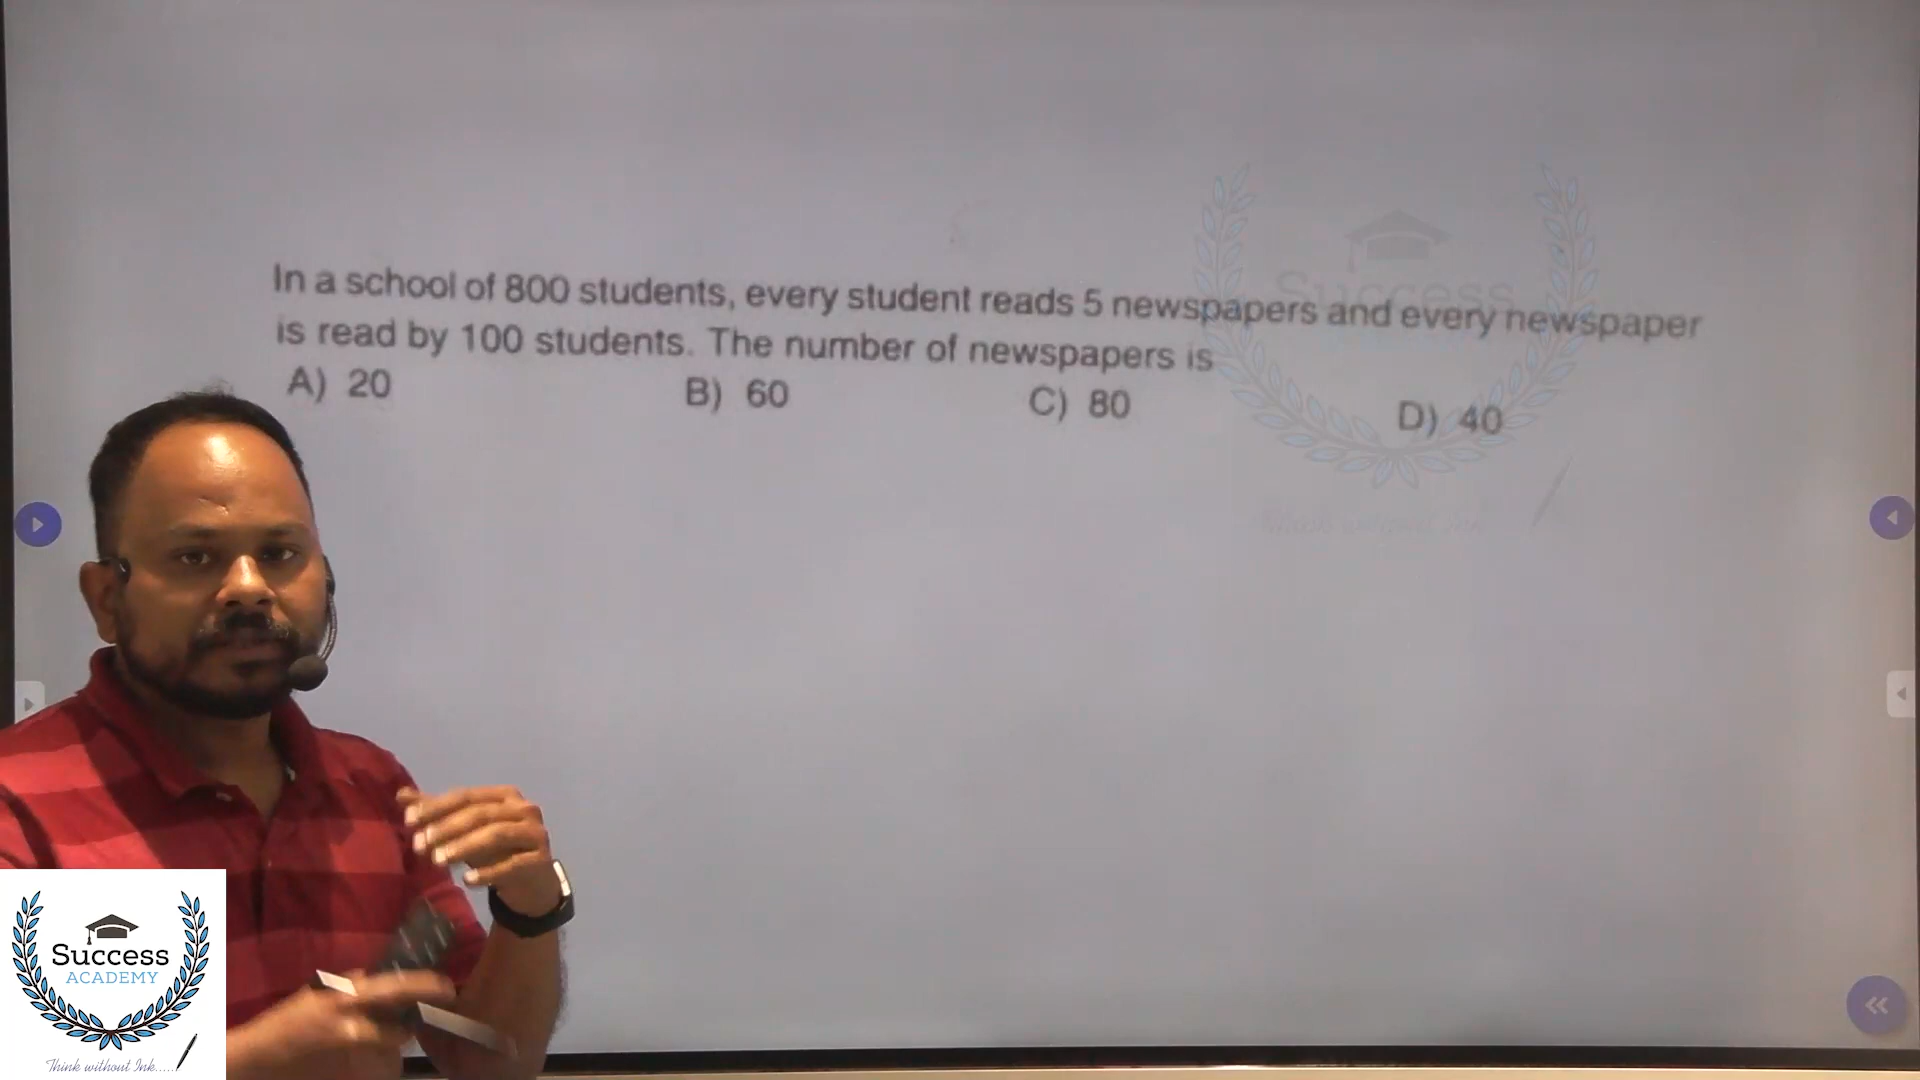 In a school of 800 students, every student reads 5 newspapers and every newspaper
is read by 100 students. The number of newspapers is
A) 20 B) 60 C) 80 D) 40
Success
Success
ACADEMY
Think without Ink......